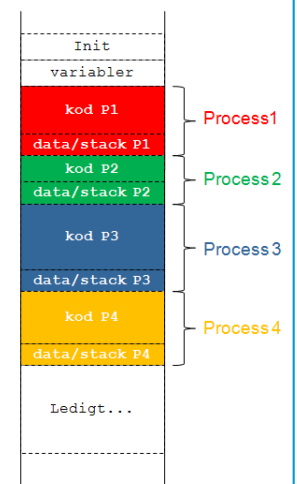 Init
variabler
kod P1
Process1
data/stack P1
kod P2
Process2
data/stack P2
kod P3
Process3
data/stack P3
kod P4
Process4
data/stack P4
Ledigt...